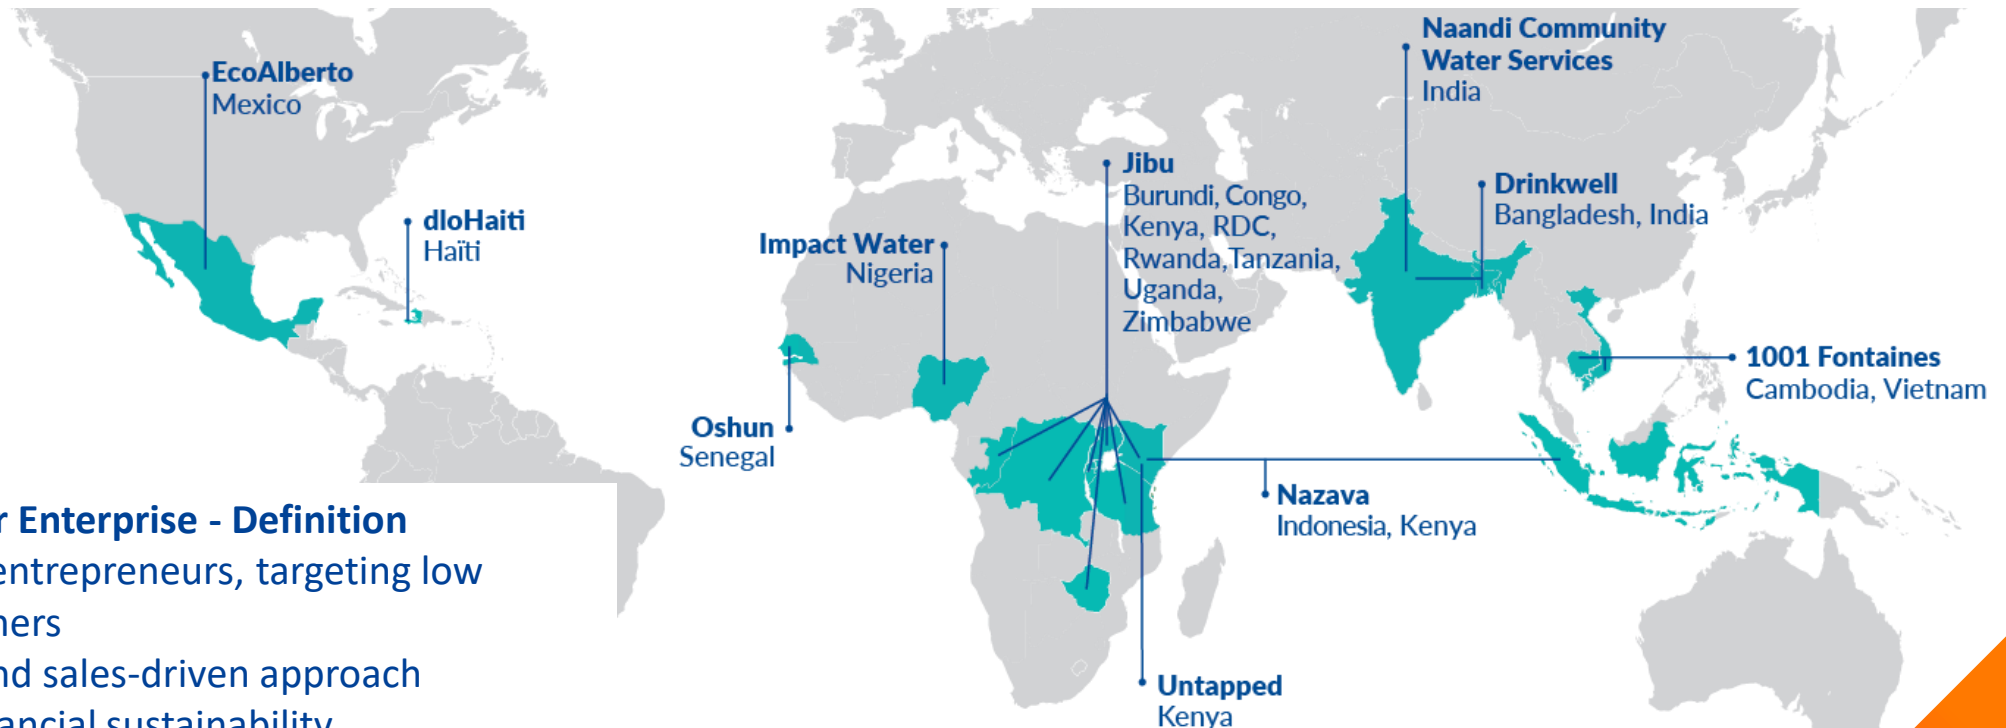 EcoAlberto
Mexico
dloHaiti
Haïti
Impact Water
Nigeria
Oshun
Senegal
Jibu
Burundi, Congo,
Kenya, RDC,
Rwanda,Tanzania,
Uganda,
Zimbabwe
Naandi Community
Water Services
India
Drinkwell
Bangladesh, India
1001 Fontaines
Cambodia, Vietnam
Nazava
Indonesia, Kenya
Untapped
Kenya
r Enterprise - Definition
entrepreneurs, targeting low
ners
nd sales-driven approach
ancial sustainability